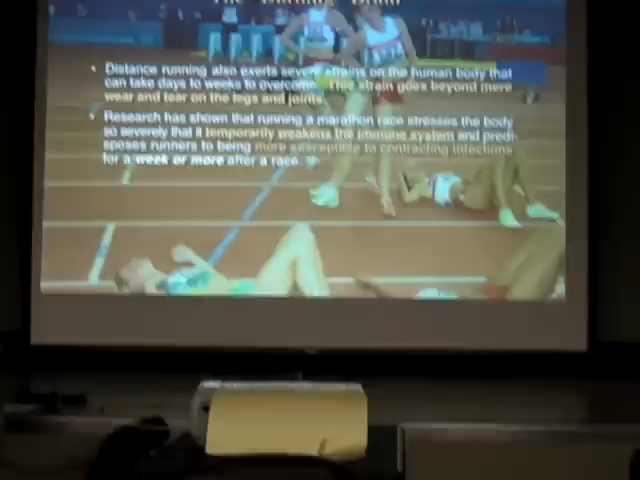 • Distance running also exerts severe strains on the human body that
can take days to weeks to overcome. This strain goes beyond mere
wear and tear on the legs and joints.
• Research has shown that running a marathon race stresses the body
so severely that it temporarily weakens the immune system and predi-
sposes runners to being more susceptible to contracting infections
for a week or more after a race.